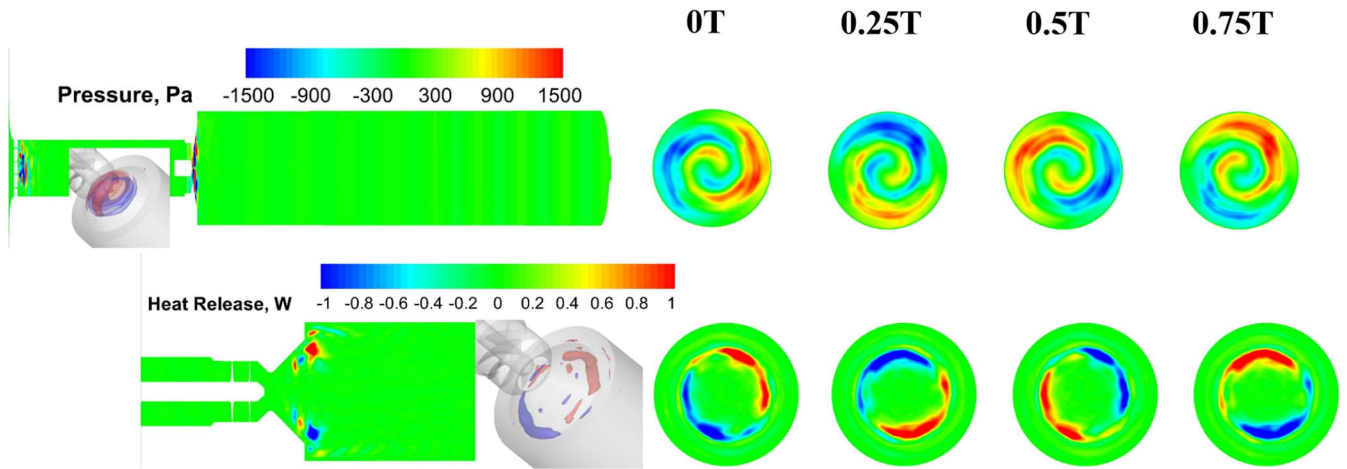 0T 0.25T 0.5T 0.75T
Pressure, Pa
-1500 -900 -300 300 900 1500
Heat Release, W
-1 -0.8 -0.6 -0.4 -0.2 0 0.2 0.4 0.6 0.8 1